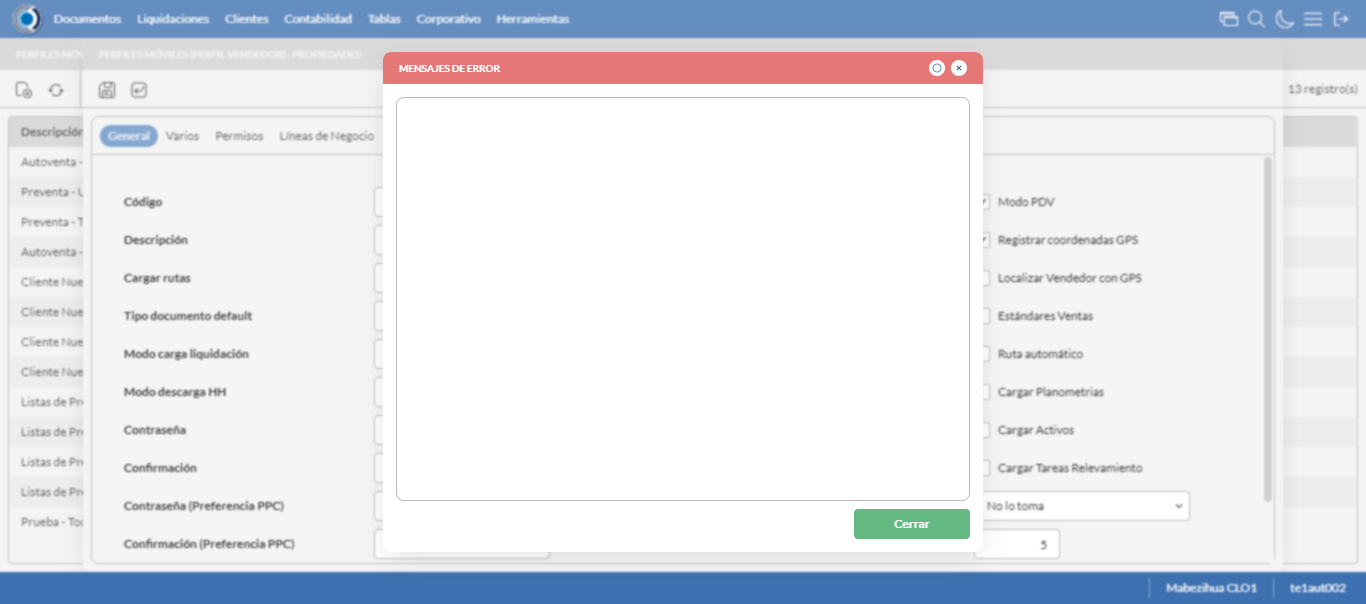 Documentos Liquidaciones Clientes Contabilidad Tablas Corporativo Herramientas
PERFILES MÓV PERFILES MÓVILES (PERFIL VENDEDOR) : PROPIEDADES
MENSAJES DE ERROR
13 registro(s)
Descripción
General Varios Permisos Líneas de Negocio
Autoventa -
Preventa - U
Preventa - T
Autoventa -
Cliente Nue
Cliente Nue
Cliente Nue
Cliente Nue
Listas de Pr
Listas de Pr
Listas de Pr
Listas de Pr
Prueba - Too
Código
Modo PDV
Descripción
Registrar coordenadas GPS
Cargar rutas
Localizar Vendedor con GPS
Tipo documento default
Estándares Ventas
Modo carga liquidación
Ruta automático
Modo descarga HH
Cargar Planometrias
Contraseña
Cargar Activos
Confirmación
Cargar Tareas Relevamiento
Contraseña (Preferencia PPC)
No lo toma
Confirmación (Preferencia PPC)
5
Cerrar
Mabezihua CLO1 te1aut002